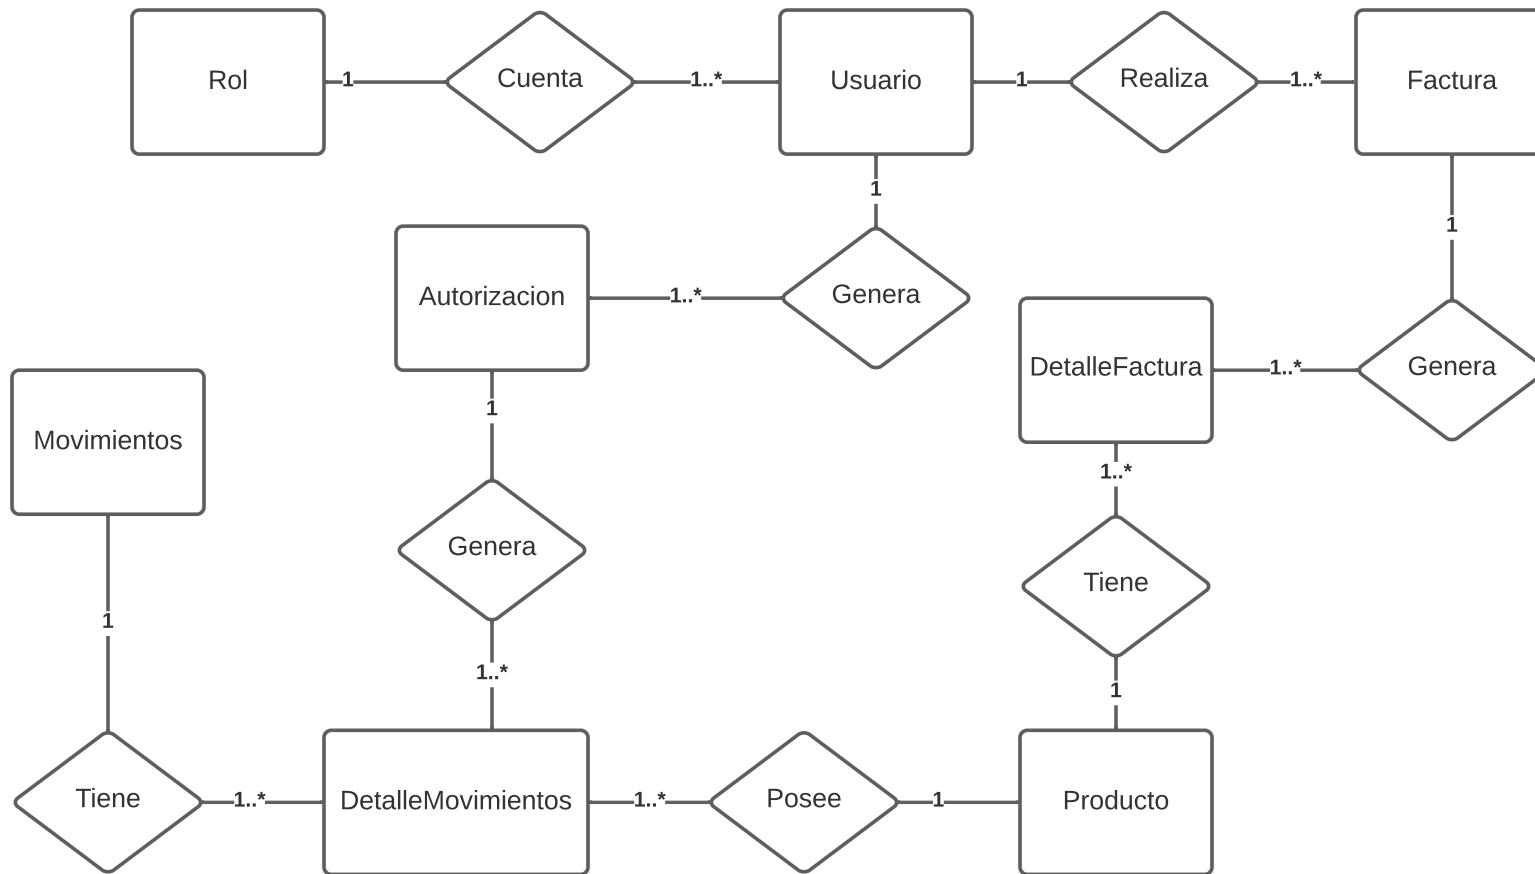 Rol
1
Cuenta
1..*
Usuario
1
Realiza
1..*
Factura
1
1
Autorizacion
1..*
Genera
DetalleFactura
1..*
Genera
Movimientos
1
1..*
Genera
Tiene
1
1..*
1
Tiene
1..*
DetalleMovimientos
1..*
Posee
1
Producto